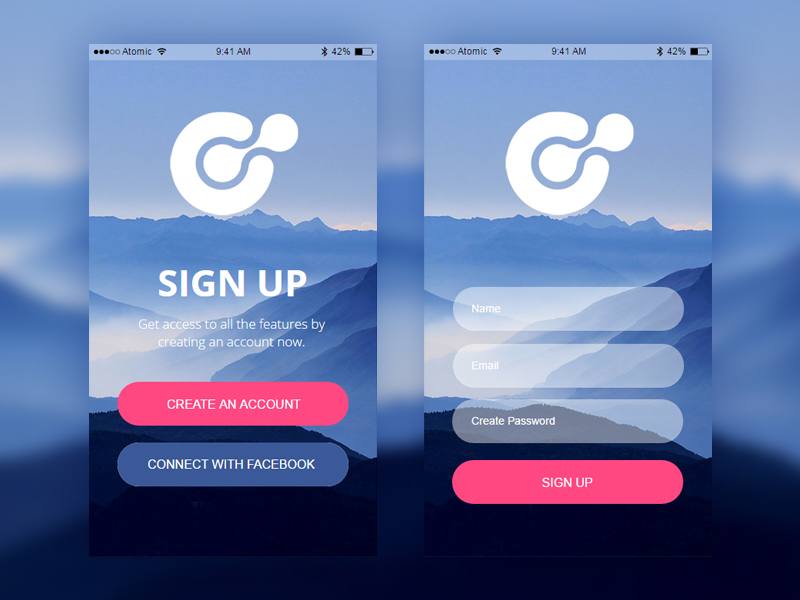 Atomic 9:41 AM 42%
SIGN UP
Get access to all the features by
creating an account now.
CREATE AN ACCOUNT
CONNECT WITH FACEBOOK
Atomic 9:41 AM 42%
Name
Email
Create Password
SIGN UP